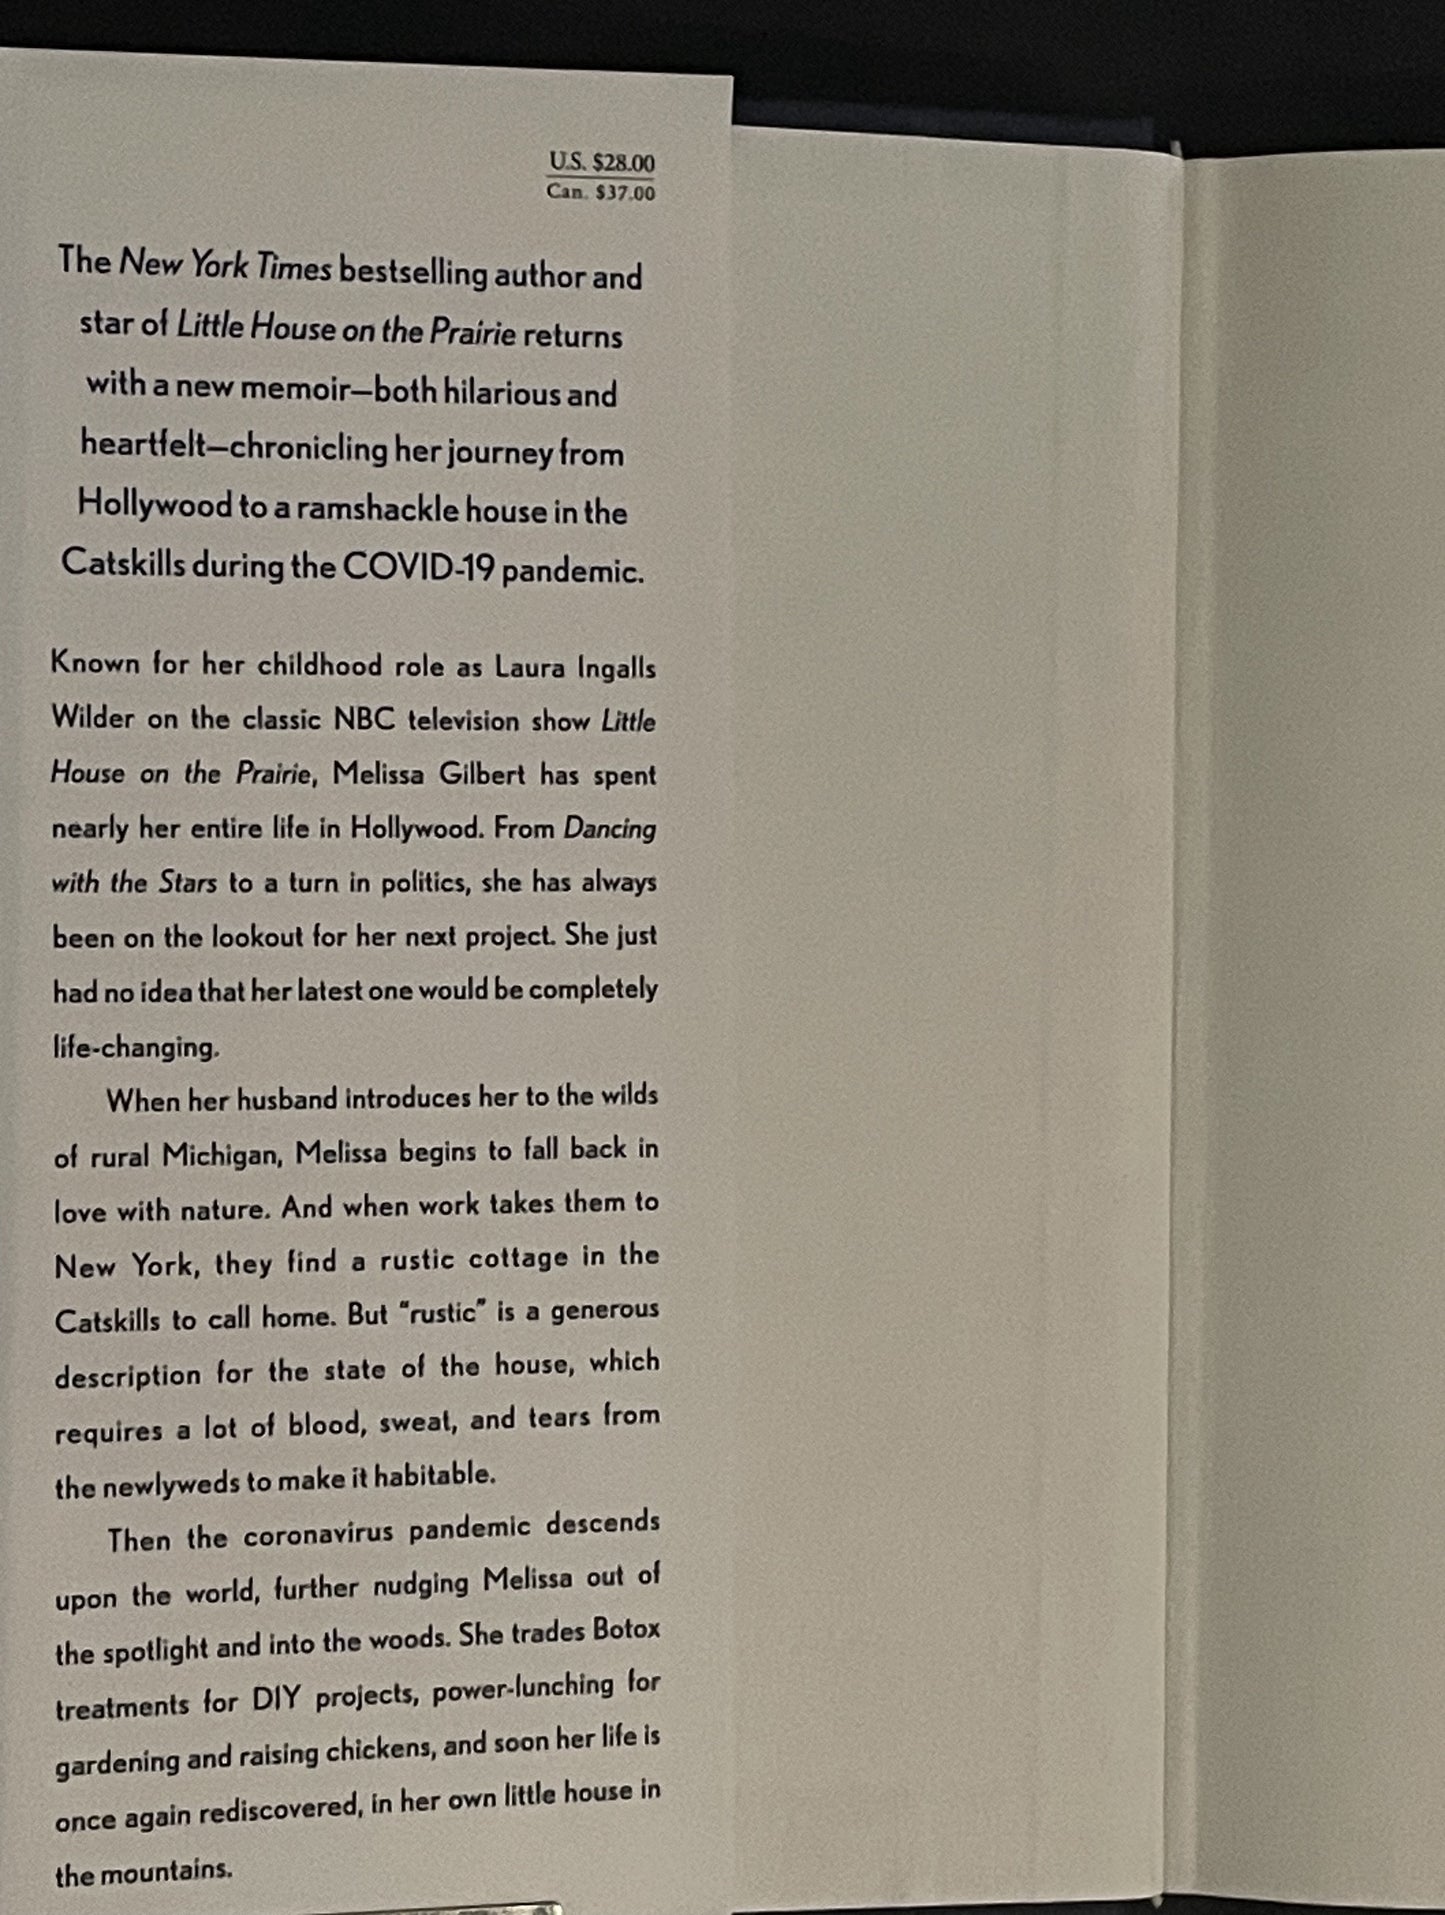 U.S. $28.00
Can. $37.00
The New York Times bestselling author and
star of Little House on the Prairie returns
with a new memoir—both hilarious and
heartfelt—chronicling her journey from
Hollywood to a ramshackle house in the
Catskills during the COVID-19 pandemic.
Known for her childhood role as Laura Ingalls
Wilder on the classic NBC television show Little
House on the Prairie, Melissa Gilbert has spent
nearly her entire life in Hollywood. From Dancing
with the Stars to a turn in politics, she has always
been on the lookout for her next project. She just
had no idea that her latest one would be completely
life-changing.
When her husband introduces her to the wilds
of rural Michigan, Melissa begins to fall back in
love with nature. And when work takes them to
New York, they find a rustic cottage in the
Catskills to call home. But “rustic” is a generous
description for the state of the house, which
requires a lot of blood, sweat, and tears from
the newlyweds to make it habitable.
Then the coronavirus pandemic descends
upon the world, further nudging Melissa out of
the spotlight and into the woods. She trades Botox
treatments for DIY projects, power-lunching for
gardening and raising chickens, and soon her life is
once again rediscovered, in her own little house in
the mountains.